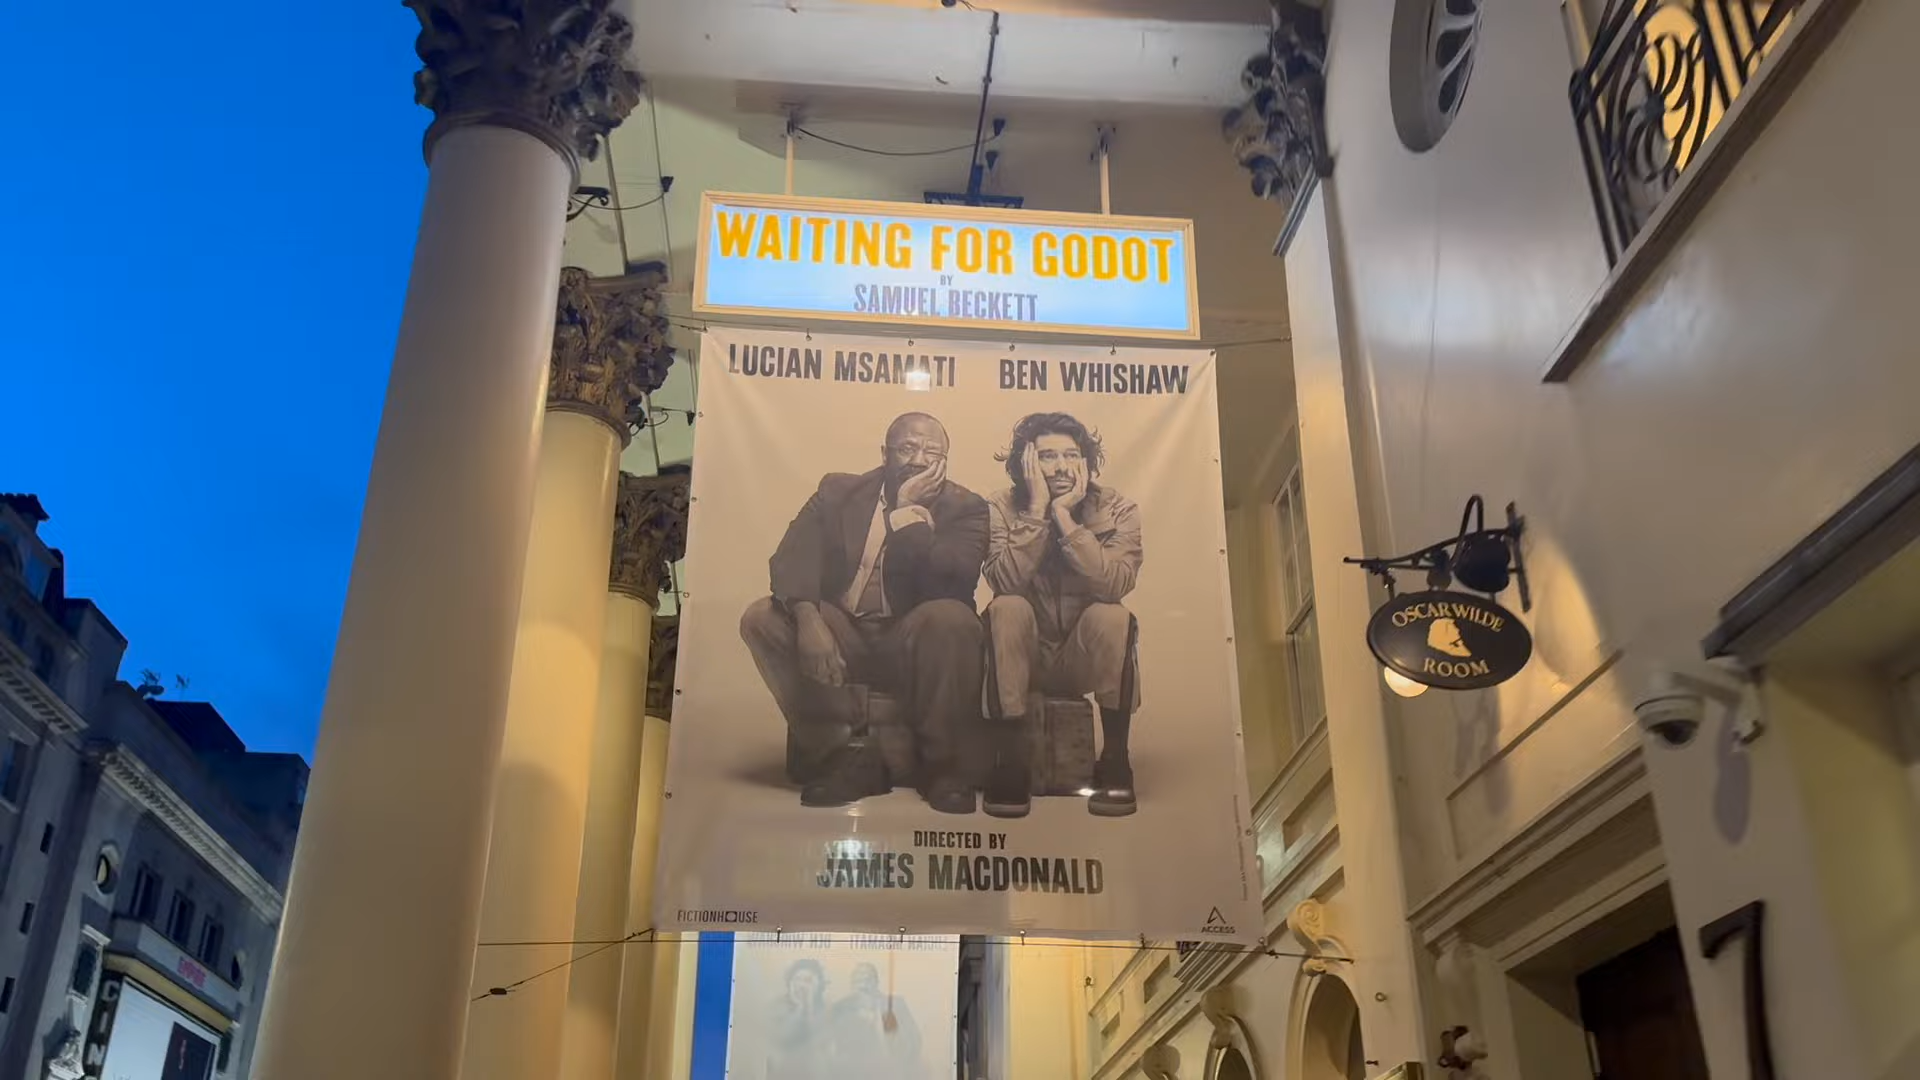 WAITING FOR GODOT
BY
SAMUEL BECKETT
LUCIAN MSAMATI BEN WHISHAW
DIRECTED BY
JAMES MACDONALD
FICTIONHOUSE
ACCESS
OSCAR WILDE
ROOM
EMPIRE